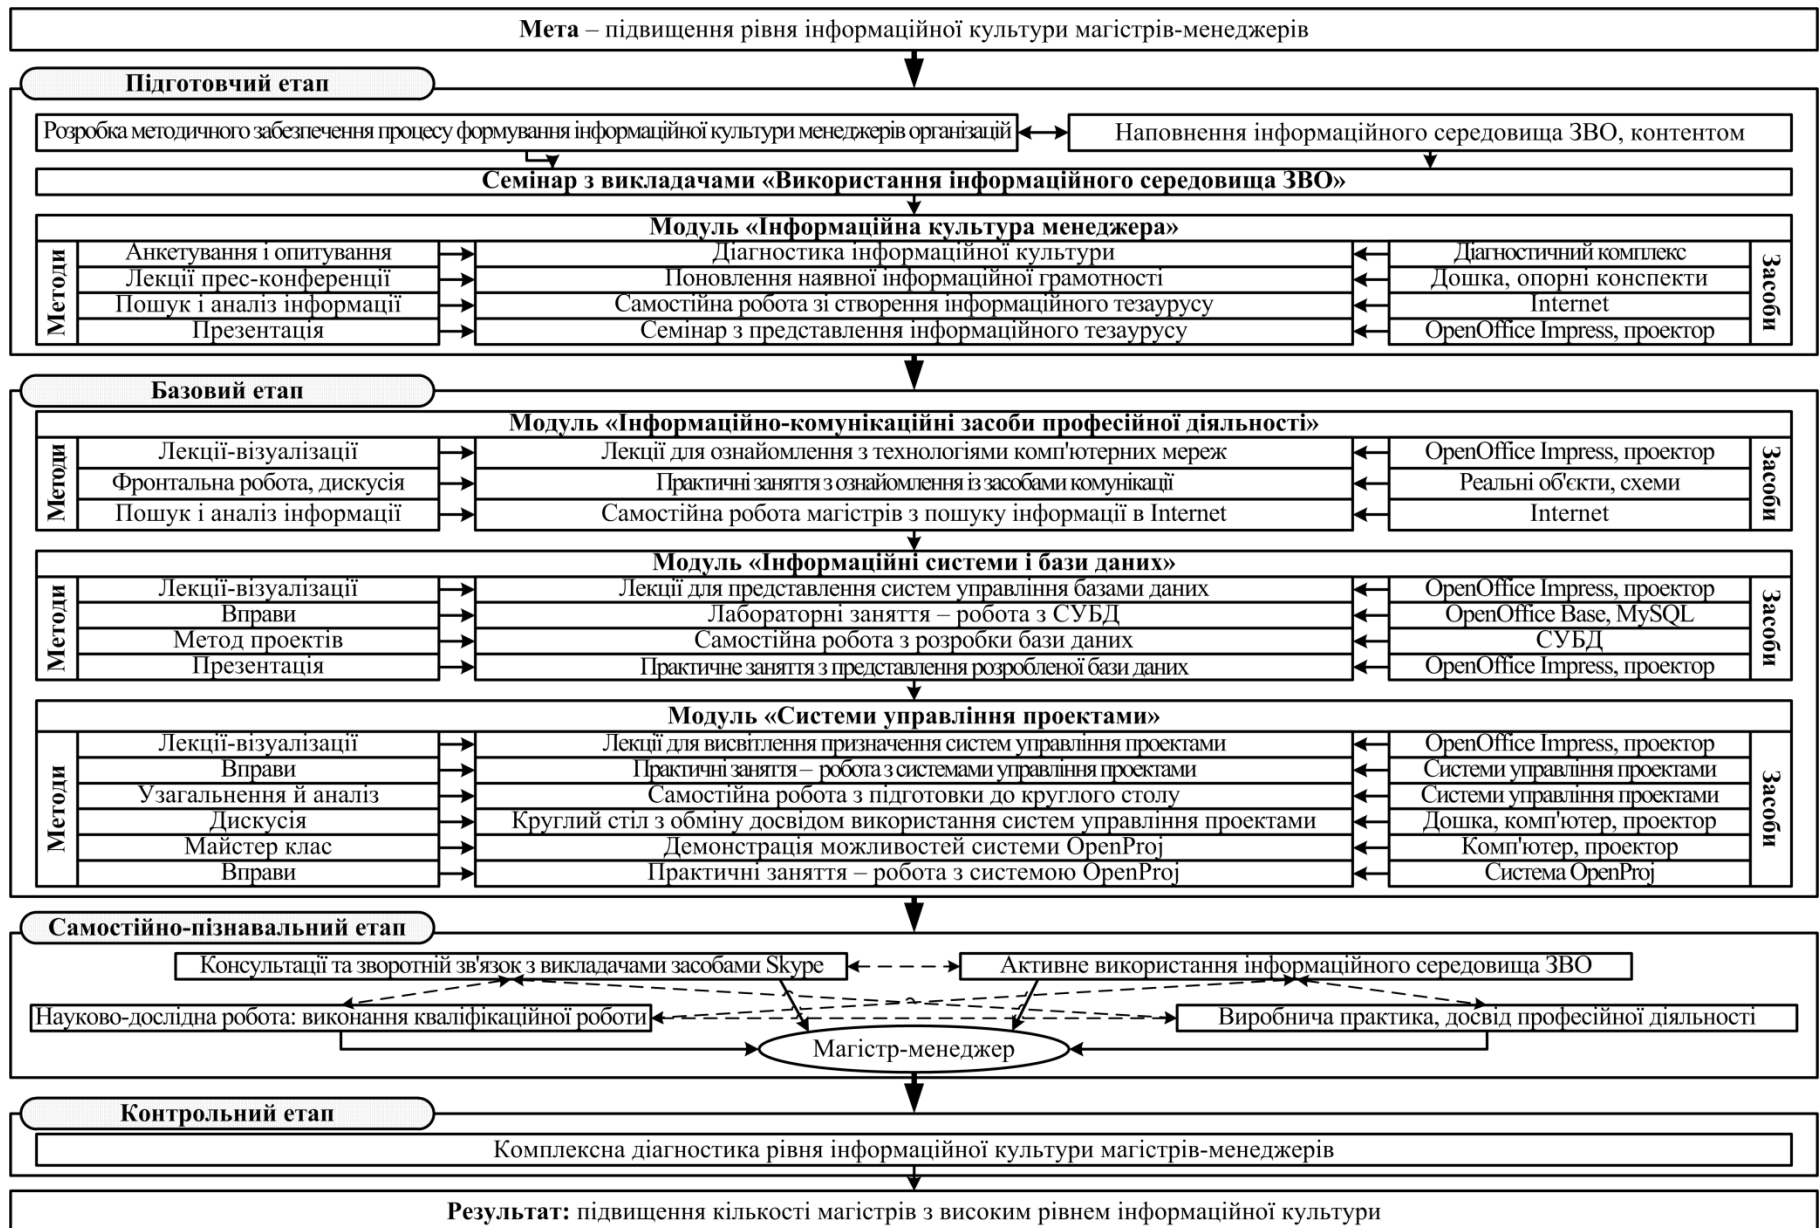 Мета – підвищення рівня інформаційної культури магістрів-менеджерів
Підготовчий етап
Розробка методичного забезпечення процесу формування інформаційної культури менеджерів організацій
Наповнення інформаційного середовища ЗВО, контентом
Семінар з викладачами «Використання інформаційного середовища ЗВО»
Модуль «Інформаційна культура менеджера»
Методи
Анкетування і опитування
Діагностика інформаційної культури
Діагностичний комплекс
Лекції прес-конференції
Поновлення наявної інформаційної грамотності
Дошка, опорні конспекти
Пошук і аналіз інформації
Самостійна робота зі створення інформаційного тезаурусу
Internet
Презентація
Семінар з представлення інформаційного тезаурусу
OpenOffice Impress, проектор
Засоби
Базовий етап
Модуль «Інформаційно-комунікаційні засоби професійної діяльності»
Методи
Лекції-візуалізації
Лекції для ознайомлення з технологіями комп'ютерних мереж
OpenOffice Impress, проектор
Фронтальна робота, дискусія
Практичні заняття з ознайомлення із засобами комунікації
Реальні об'єкти, схеми
Пошук і аналіз інформації
Самостійна робота магістрів з пошуку інформації в Internet
Internet
Засоби
Модуль «Інформаційні системи і бази даних»
Методи
Лекції-візуалізації
Лекції для представлення систем управління базами даних
OpenOffice Impress, проектор
Вправи
Лабораторні заняття – робота з СУБД
OpenOffice Base, MySQL
Метод проектів
Самостійна робота з розробки бази даних
СУБД
Презентація
Практичне заняття з представлення розробленої бази даних
OpenOffice Impress, проектор
Засоби
Модуль «Системи управління проектами»
Методи
Лекції-візуалізації
Лекції для висвітлення призначення систем управління проектами
OpenOffice Impress, проектор
Вправи
Практичні заняття – робота з системами управління проектами
Системи управління проектами
Узагальнення й аналіз
Самостійна робота з підготовки до круглого столу
Системи управління проектами
Дискусія
Круглий стіл з обміну досвідом використання систем управління проектами
Дошка, комп'ютер, проектор
Майстер клас
Демонстрація можливостей системи OpenProj
Комп'ютер, проектор
Вправи
Практичні заняття – робота з системою OpenProj
Система OpenProj
Засоби
Самостійно-пізнавальний етап
Консультації та зворотній зв'язок з викладачами засобами Skype
Активне використання інформаційного середовища ЗВО
Науково-дослідна робота: виконання кваліфікаційної роботи
Виробнича практика, досвід професійної діяльності
Магістр-менеджер
Контрольний етап
Комплексна діагностика рівня інформаційної культури магістрів-менеджерів
Результат: підвищення кількості магістрів з високим рівнем інформаційної культури